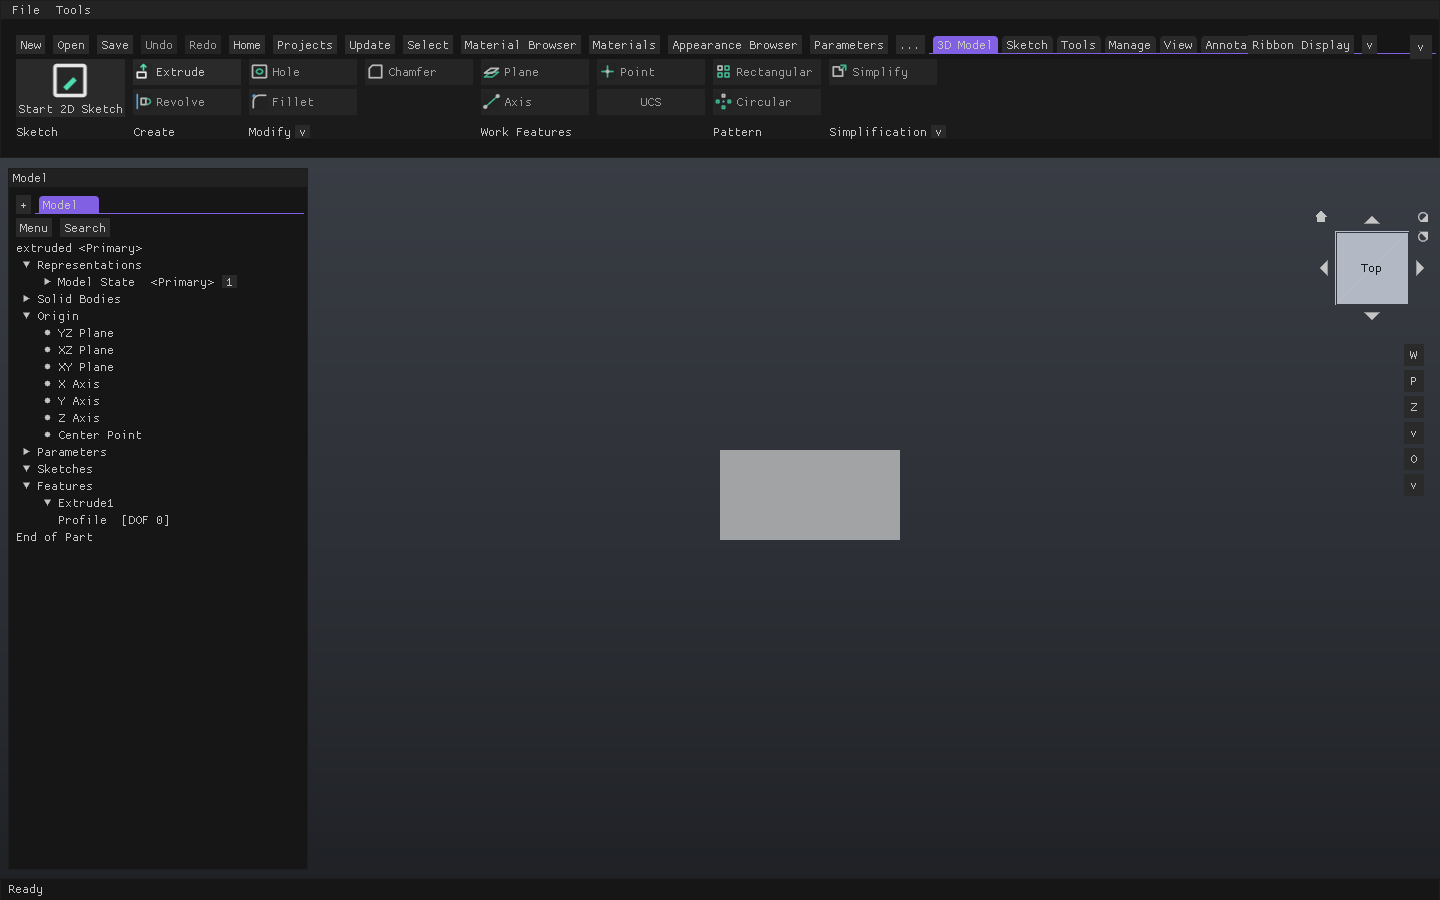 File Tools
New Open Save Undo Redo Home Projects Update Select Material Browser Materials Appearance Browser Parameters ... 3D Model Sketch Tools Manage View Annota Ribbon Display v v
Extrude Hole Chamfer Plane Point Rectangular Simplify
Start 2D Sketch Revolve Fillet Axis UCS Circular
Sketch Create Modify v Work Features Pattern Simplification v
Model
+ Model
Menu Search
extruded <Primary>
Representations
Model State <Primary> 1
Solid Bodies
Origin
YZ Plane
XZ Plane
XY Plane
X Axis
Y Axis
Z Axis
Center Point
Parameters
Sketches
Features
Extrude1
Profile [DOF 0]
End of Part
Top
W
P
Z
v
O
v
Ready